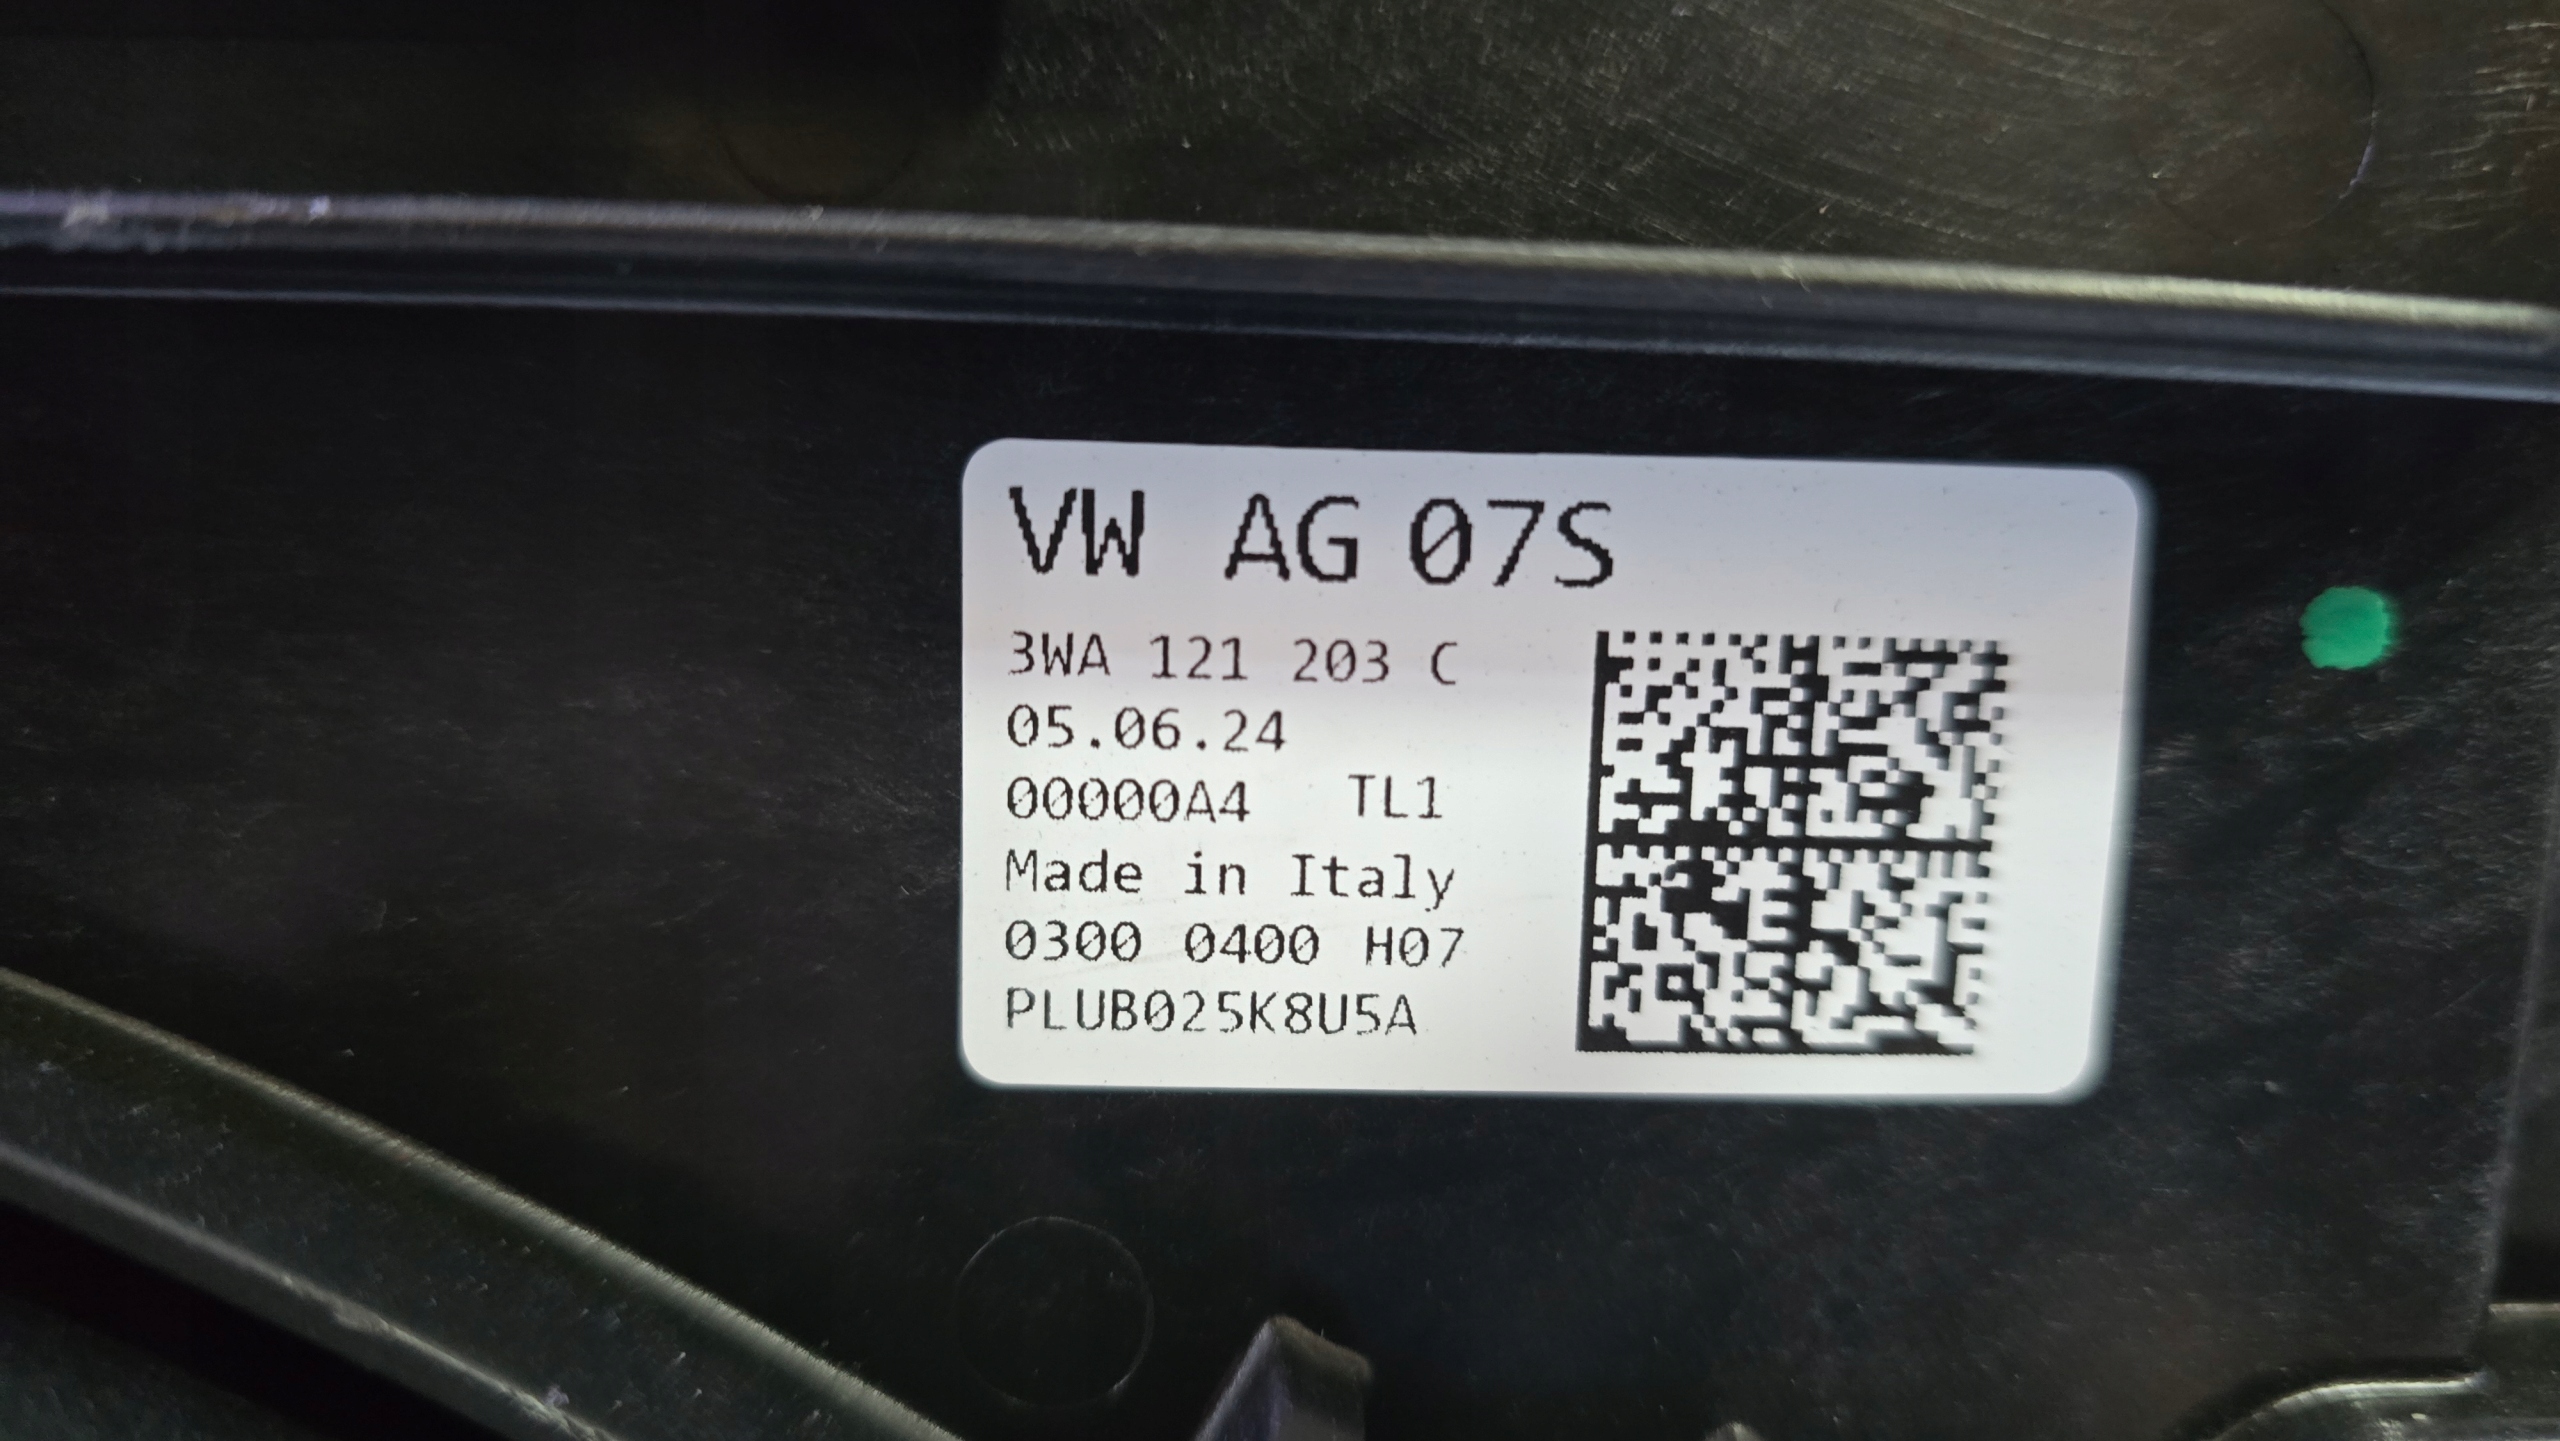 VW AG 07S
3WA 121 203 C
05.06.24
00000A4 TL1
Made in Italy
0300 0400 H07
PLUB025K8U5A